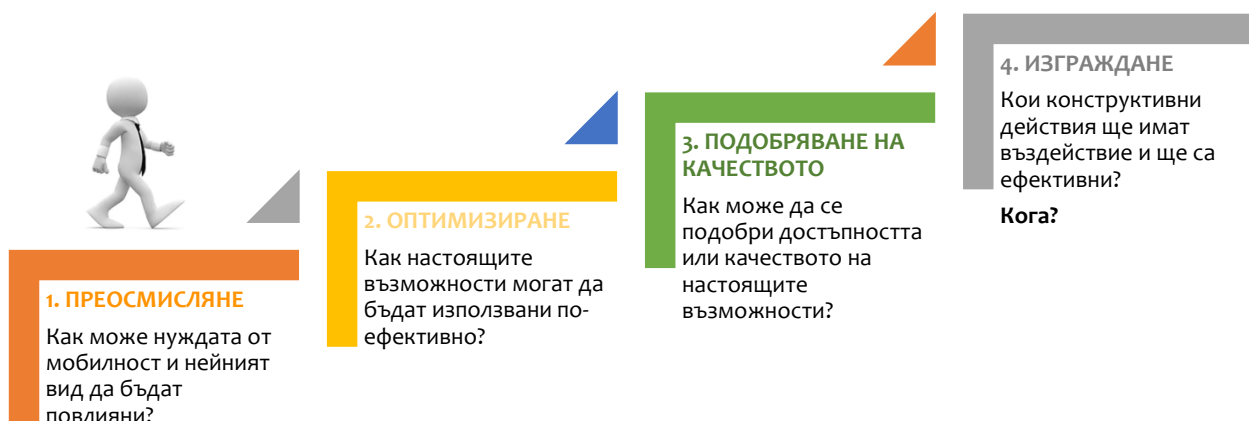 1. ПРЕОСМИСЛЯНЕ
Как може нуждата от
мобилност и нейният
вид да бъдат
повлияни?
2. ОПТИМИЗИРАНЕ
Как настоящите
възможности могат да
бъдат използвани по-
ефективно?
3. ПОДОБРЯВАНЕ НА
КАЧЕСТВОТО
Как може да се
подобри достъпността
или качеството на
настоящите
възможности?
4. ИЗГРАЖДАНЕ
Кои конструктивни
действия ще имат
въздействие и ще са
ефективни?
Кога?